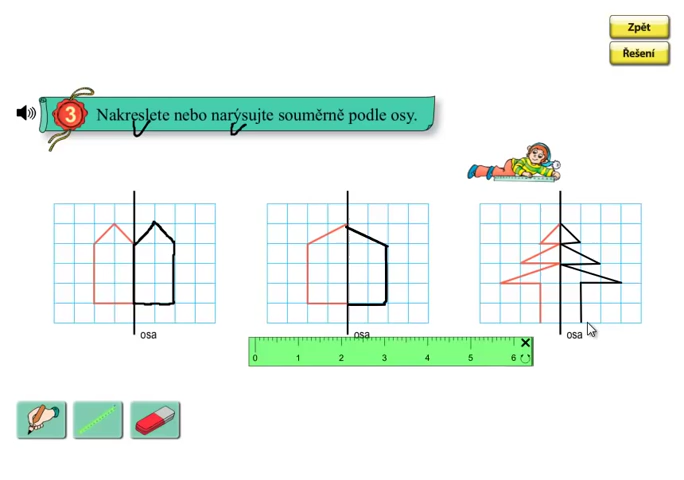 Zpět
Řešení
3 Nakreslete nebo narýsujte souměrně podle osy.
osa osa osa
0 1 2 3 4 5 6